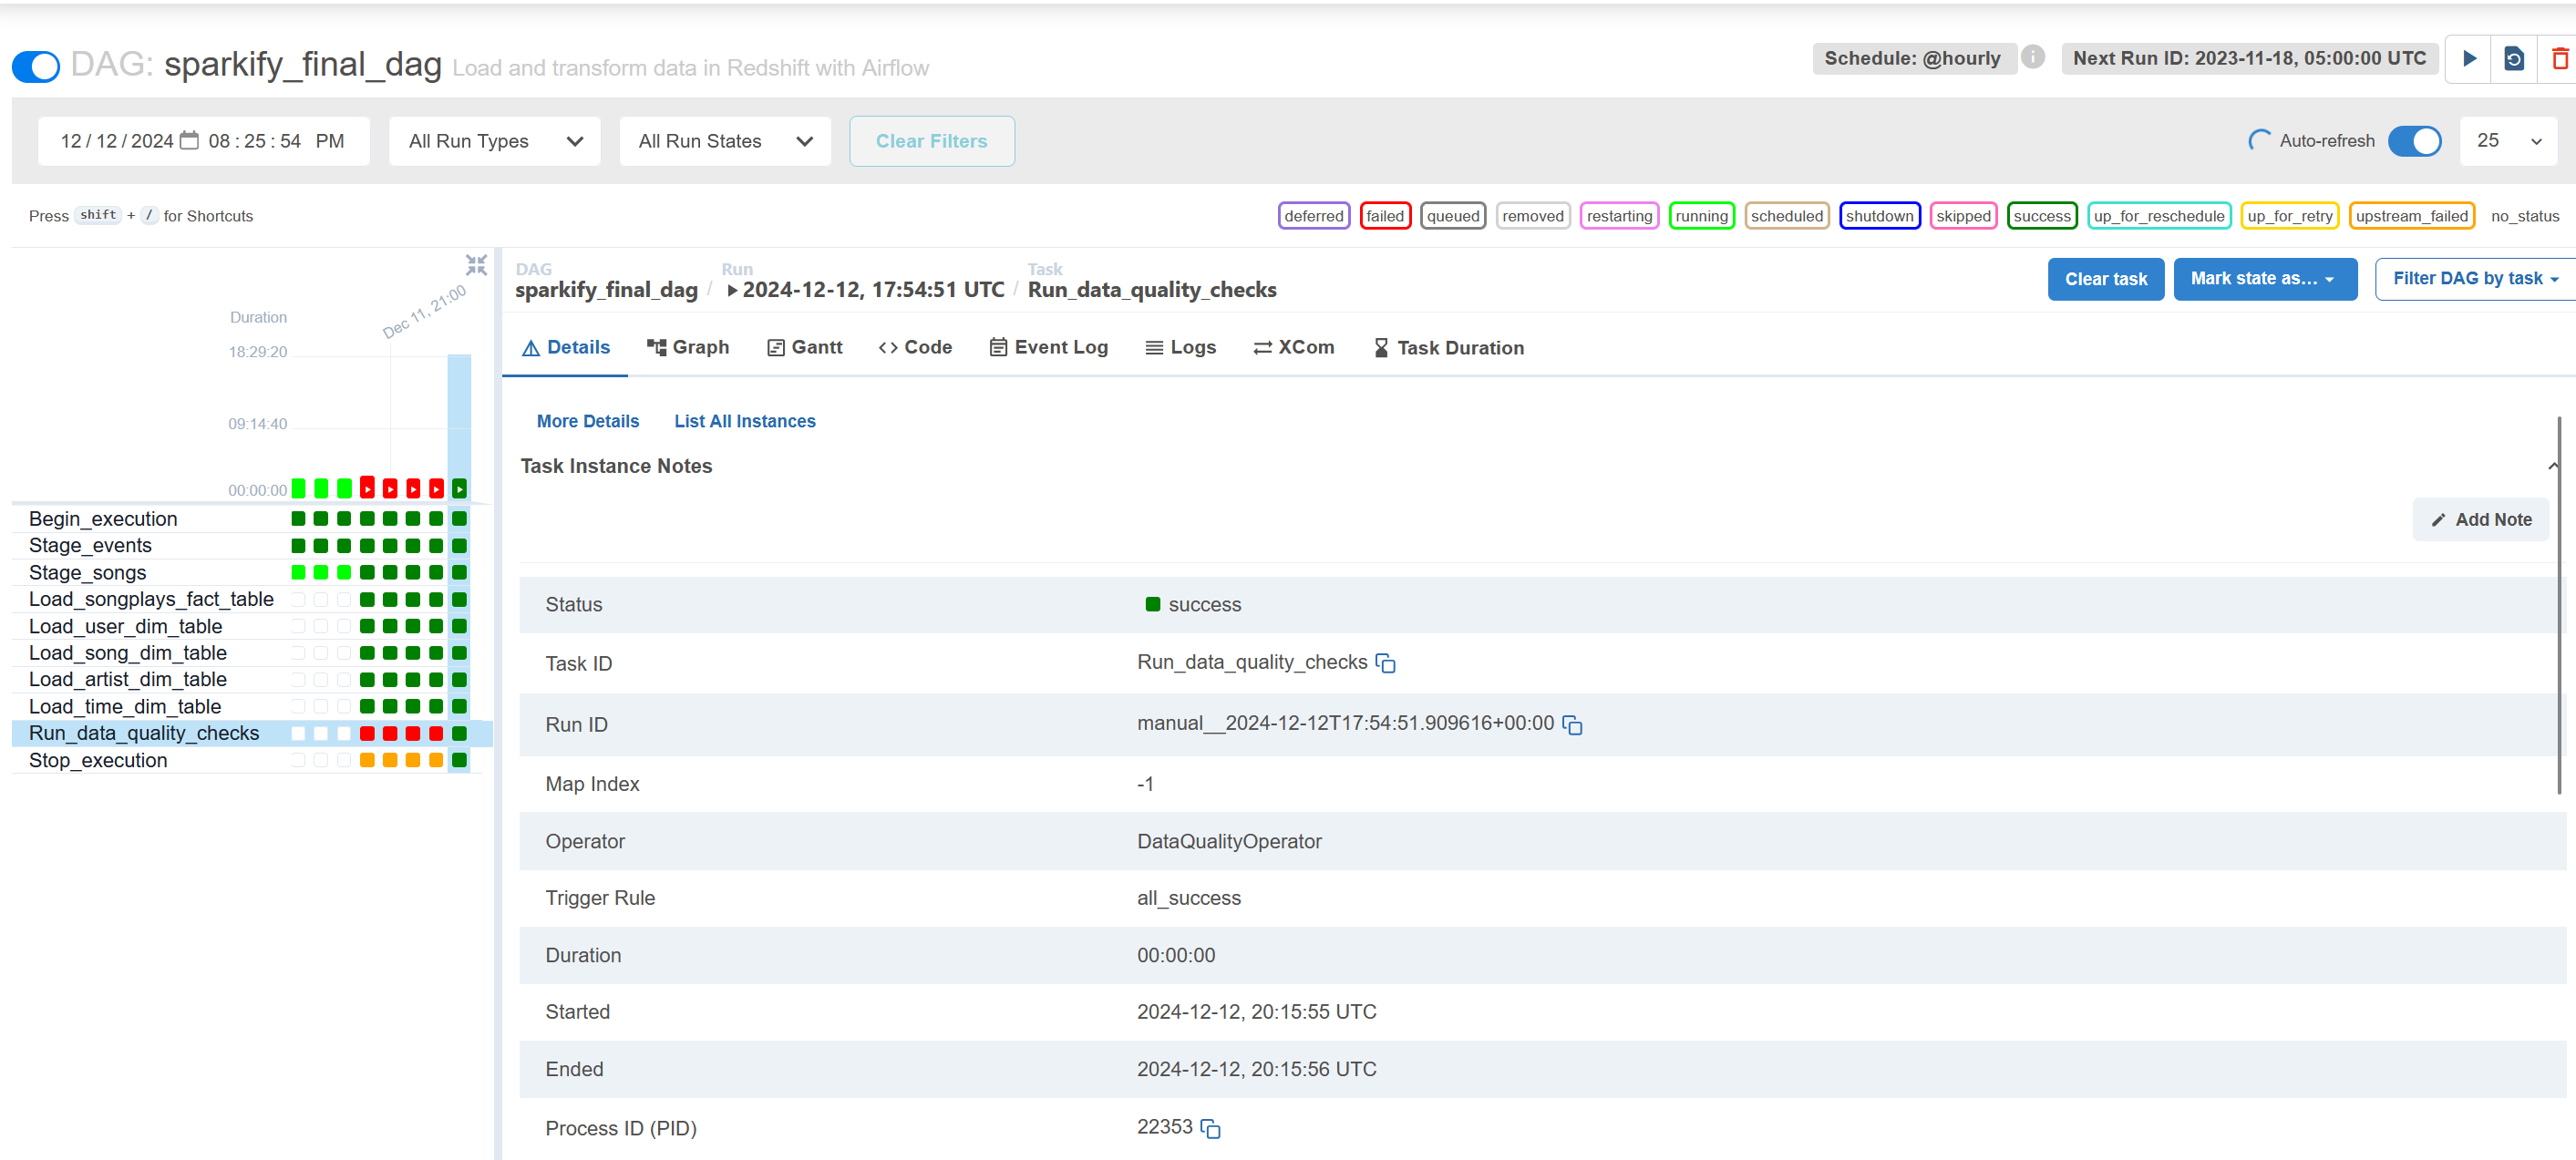 DAG: sparkify_final_dag Load and transform data in Redshift with Airflow
Schedule: @hourly
Next Run ID: 2023-11-18, 05:00:00 UTC
12 / 12 / 2024 08 : 25 : 54 PM
All Run Types
All Run States
Clear Filters
Auto-refresh
25
Press shift + / for Shortcuts
deferred failed queued removed restarting running scheduled shutdown skipped success up_for_reschedule up_for_retry upstream_failed no_status
Duration
Dec 11, 21:00
18:29:20
09:14:40
00:00:00
Begin_execution
Stage_events
Stage_songs
Load_songplays_fact_table
Load_user_dim_table
Load_song_dim_table
Load_artist_dim_table
Load_time_dim_table
Run_data_quality_checks
Stop_execution
DAG
sparkify_final_dag /
Run
2024-12-12, 17:54:51 UTC /
Task
Run_data_quality_checks
Clear task
Mark state as...
Filter DAG by task
Details Graph Gantt Code Event Log Logs XCom Task Duration
More Details List All Instances
Task Instance Notes
Add Note
Status success
Task ID Run_data_quality_checks
Run ID manual__2024-12-12T17:54:51.909616+00:00
Map Index -1
Operator DataQualityOperator
Trigger Rule all_success
Duration 00:00:00
Started 2024-12-12, 20:15:55 UTC
Ended 2024-12-12, 20:15:56 UTC
Process ID (PID) 22353